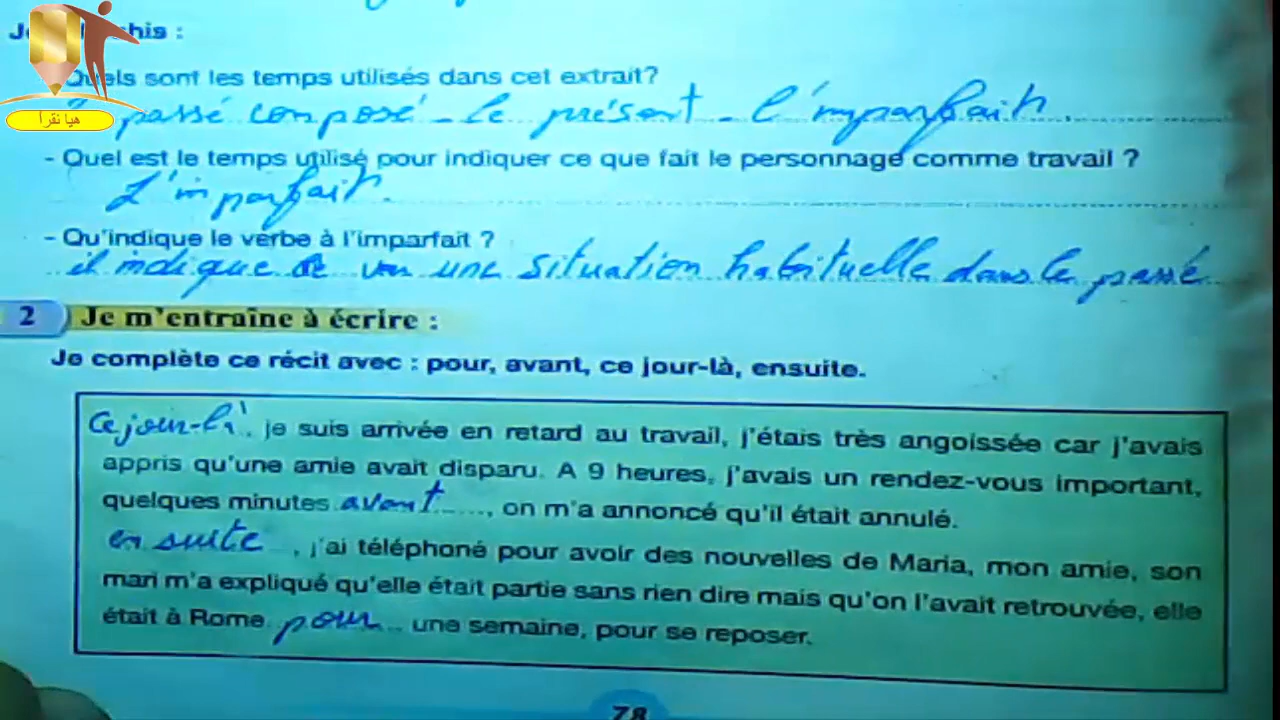 Je his :
Quels sont les temps utilisés dans cet extrait?
passé composé - le présent - l'imparfait.
هيا نقرأ
- Quel est le temps utilisé pour indiquer ce que fait le personnage comme travail ?
L'imparfait.
- Qu'indique le verbe à l'imparfait ?
il indique une situation habituelle dans le passé
2 Je m'entraîne à écrire :
Je complète ce récit avec : pour, avant, ce jour-là, ensuite.
Ce jour-là, je suis arrivée en retard au travail, j'étais très angoissée car j'avais
appris qu'une amie avait disparu. A 9 heures, j'avais un rendez-vous important,
quelques minutes avant ......, on m'a annoncé qu'il était annulé.
en suite , j'ai téléphoné pour avoir des nouvelles de Maria, mon amie, son
mari m'a expliqué qu'elle était partie sans rien dire mais qu'on l'avait retrouvée, elle
était à Rome pour ... une semaine, pour se reposer.
78